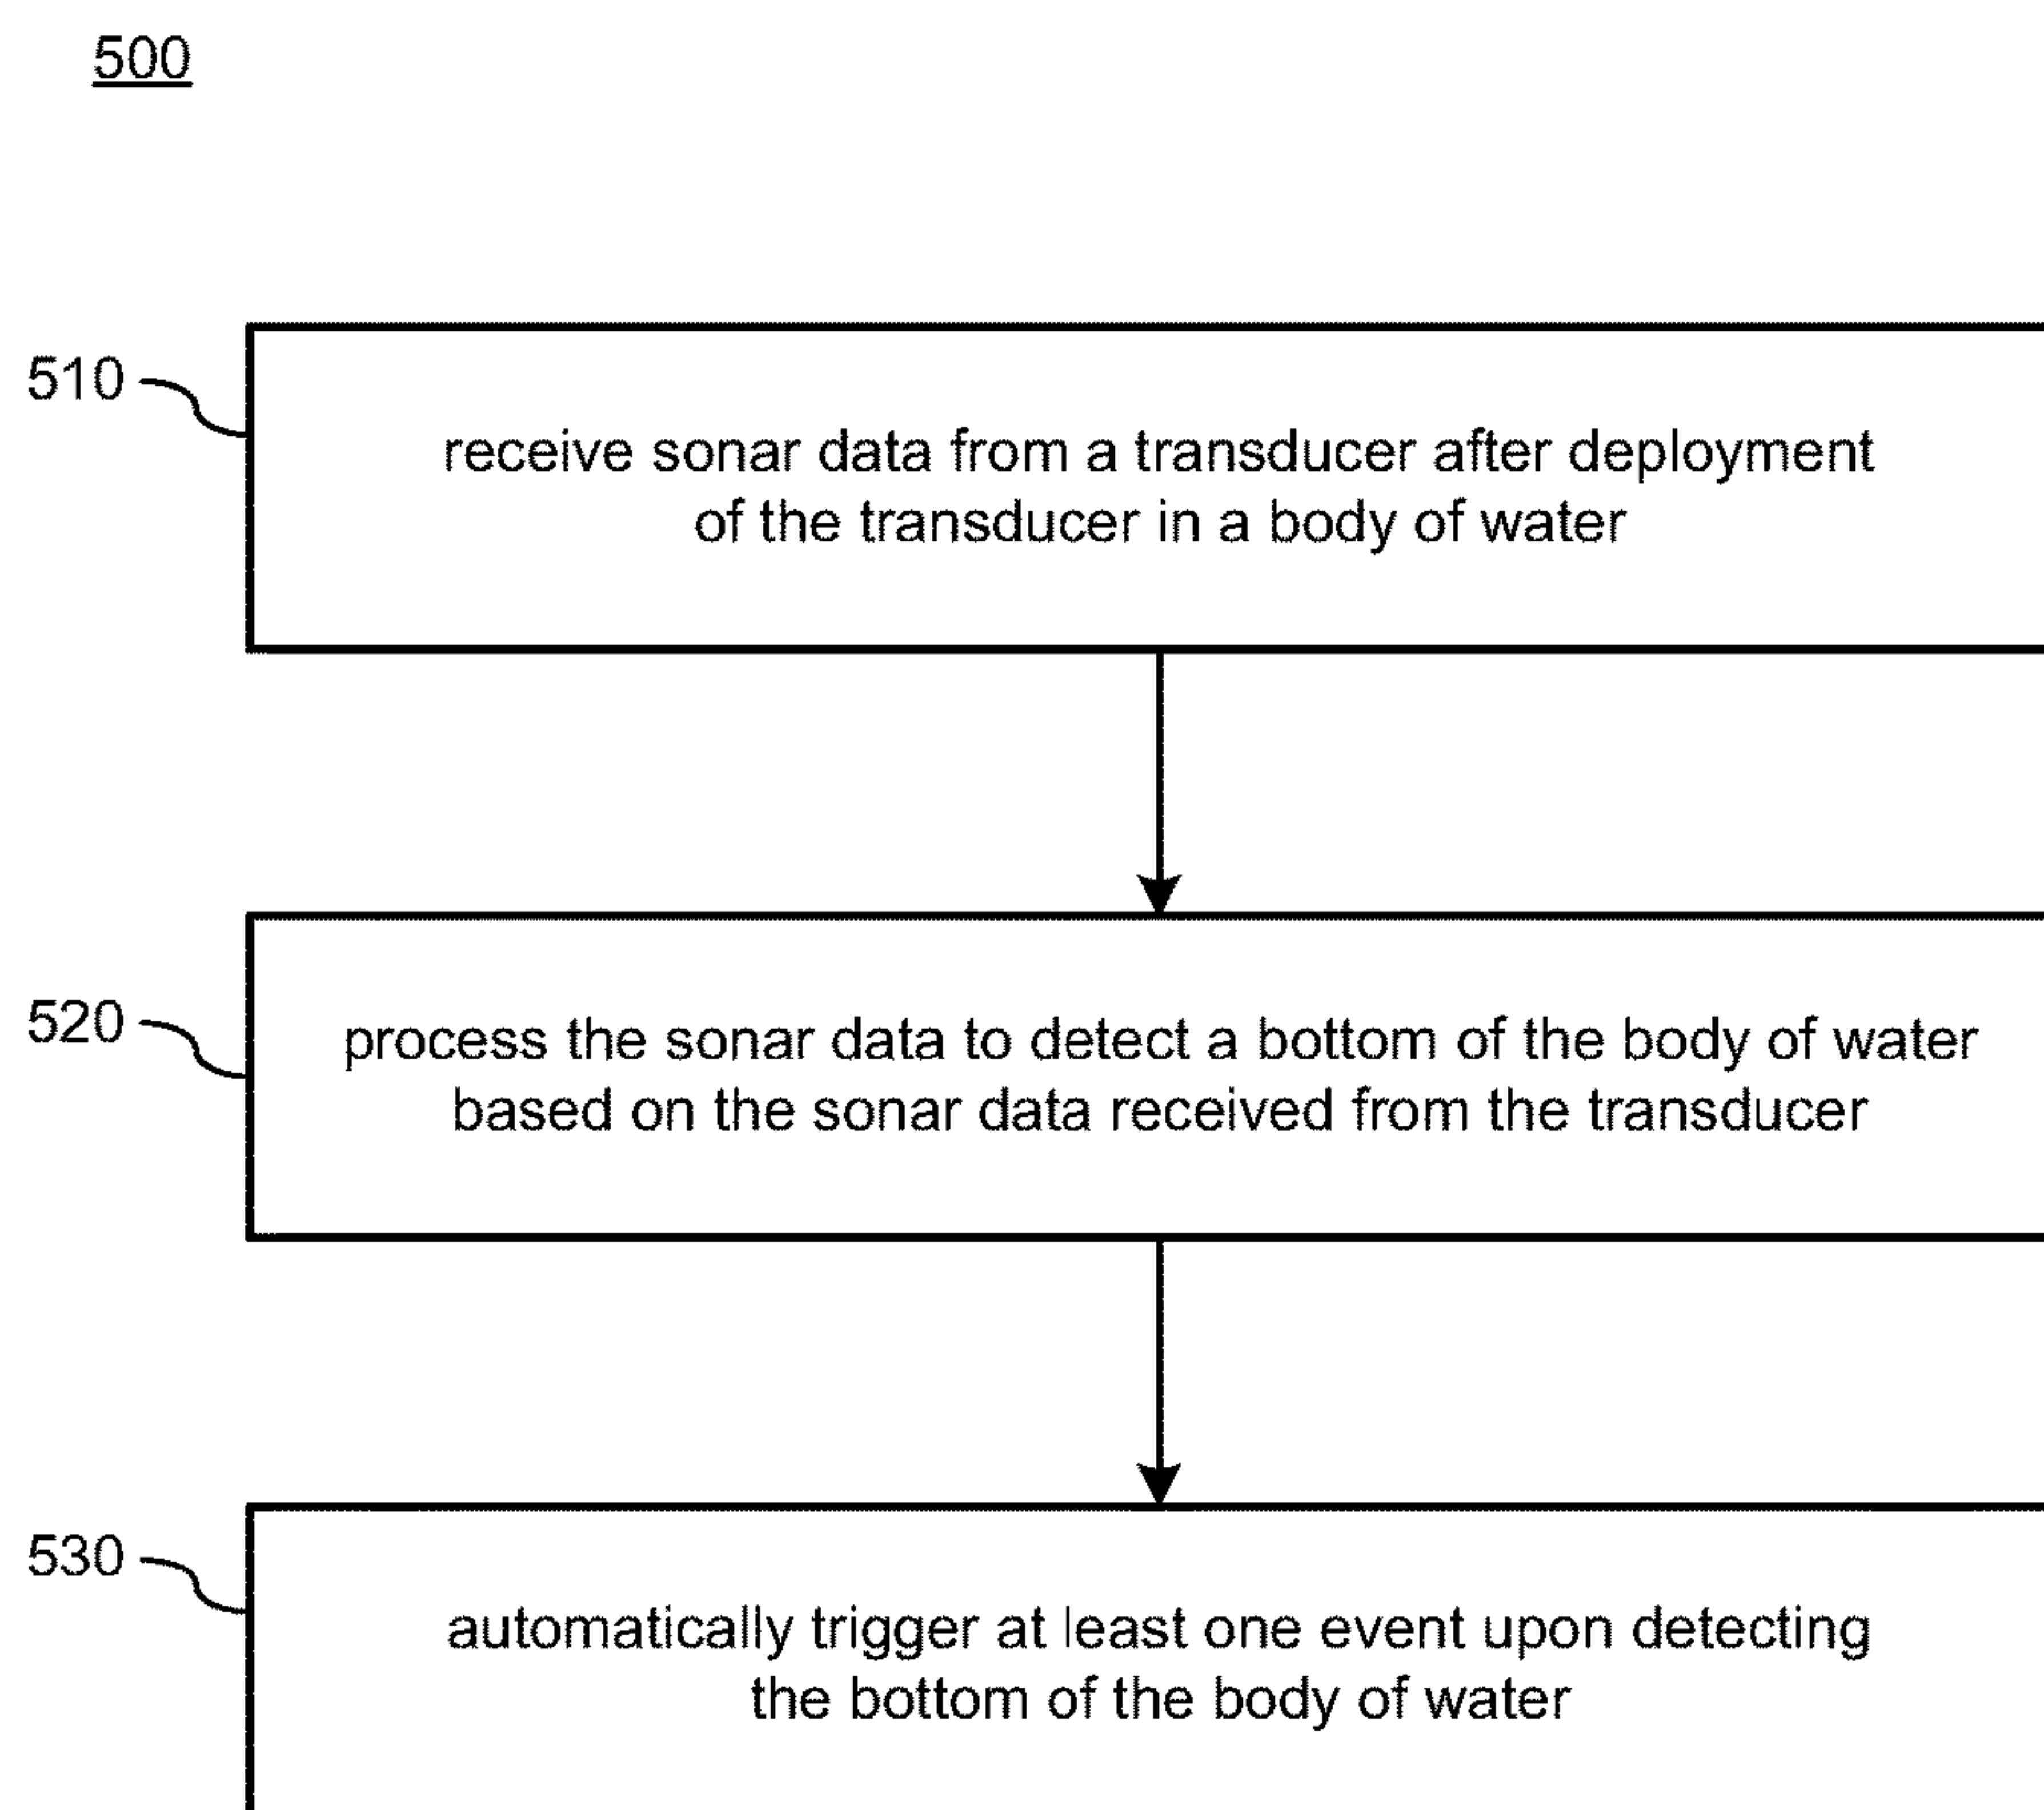 500
510
receive sonar data from a transducer after deployment
of the transducer in a body of water
520
process the sonar data to detect a bottom of the body of water
based on the sonar data received from the transducer
530
automatically trigger at least one event upon detecting
the bottom of the body of water